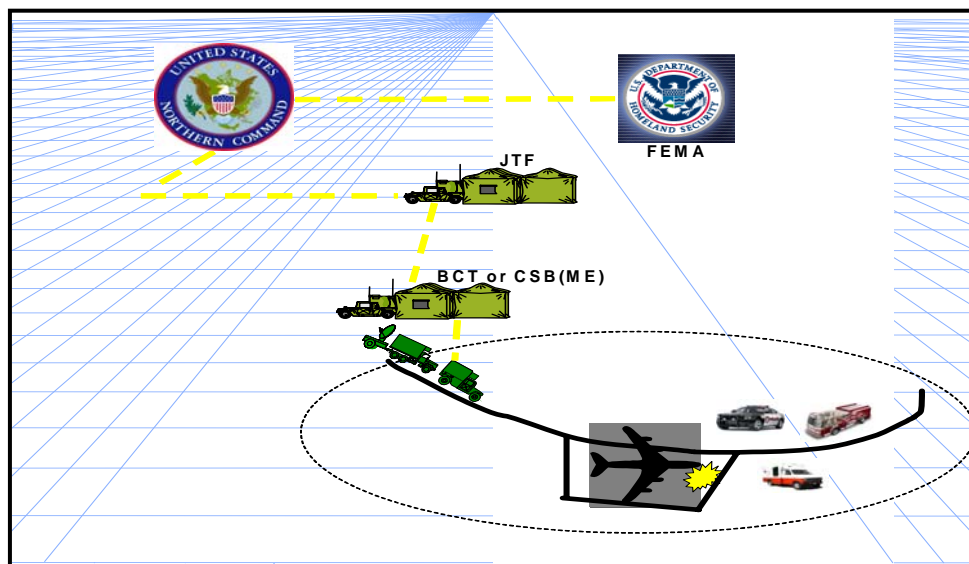 UNITED STATES
NORTHERN COMMAND
U.S. DEPARTMENT OF
HOMELAND SECURITY
FEMA
JTF
BCT or CSB(ME)